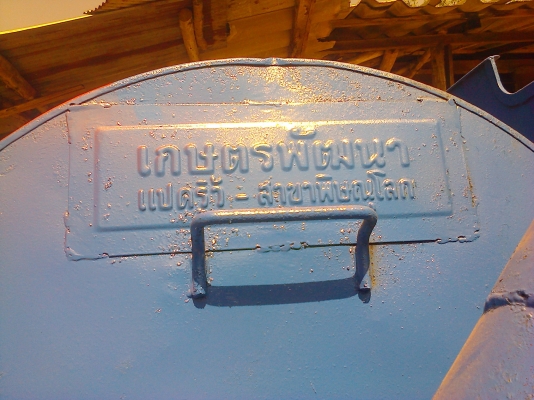 เกษตรพัฒนา
แปดริ้ว - สาขาพิษณุโลก